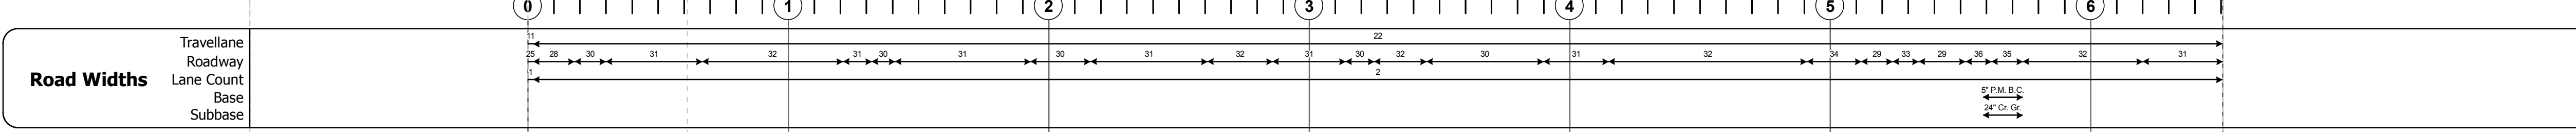 0 1 2 3 4 5 6
Travellane 11 22
Roadway 25 28 30 31 32 31 30 31 30 31 32 31 30 32 30 31 32 34 29 33 29 36 35 32 31
Road Widths
Lane Count 1 2
Base 5" P.M. B.C.
Subbase 24" Cr. Gr.